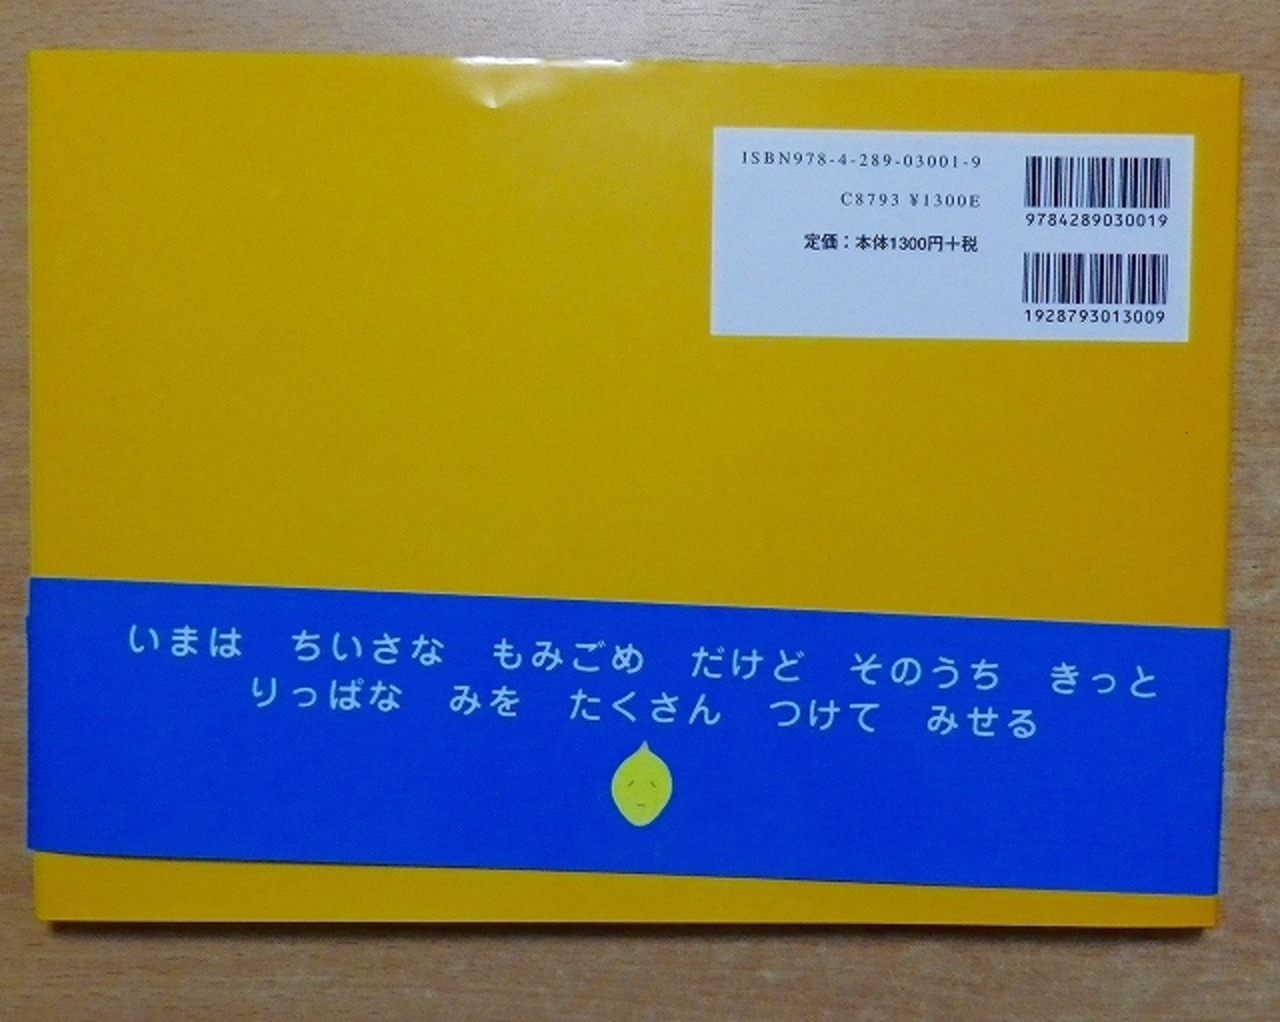 ISBN978-4-289-03001-9
C8793 ¥1300E
定価：本体1300円＋税
9784289030019
1928793013009
いまは　ちいさな　もみごめ　だけど　そのうち　きっと
りっぱな　みを　たくさん　つけて　みせる